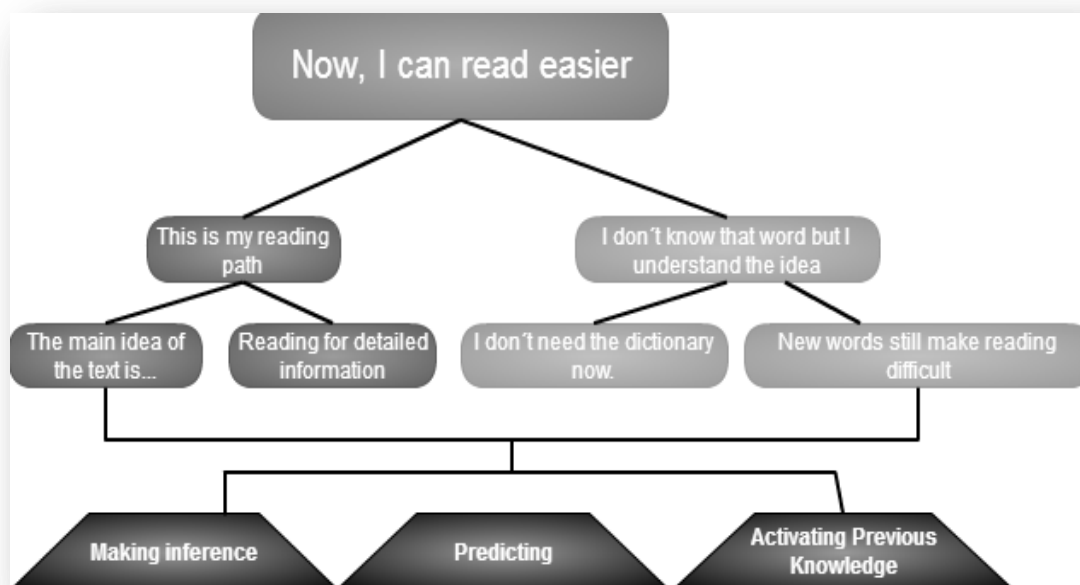 Now, I can read easier
This is my reading
path
I don´t know that word but I
understand the idea
The main idea of
the text is...
Reading for detailed
information
I don´t need the dictionary
now.
New words still make reading
difficult
Making inference
Predicting
Activating Previous
Knowledge